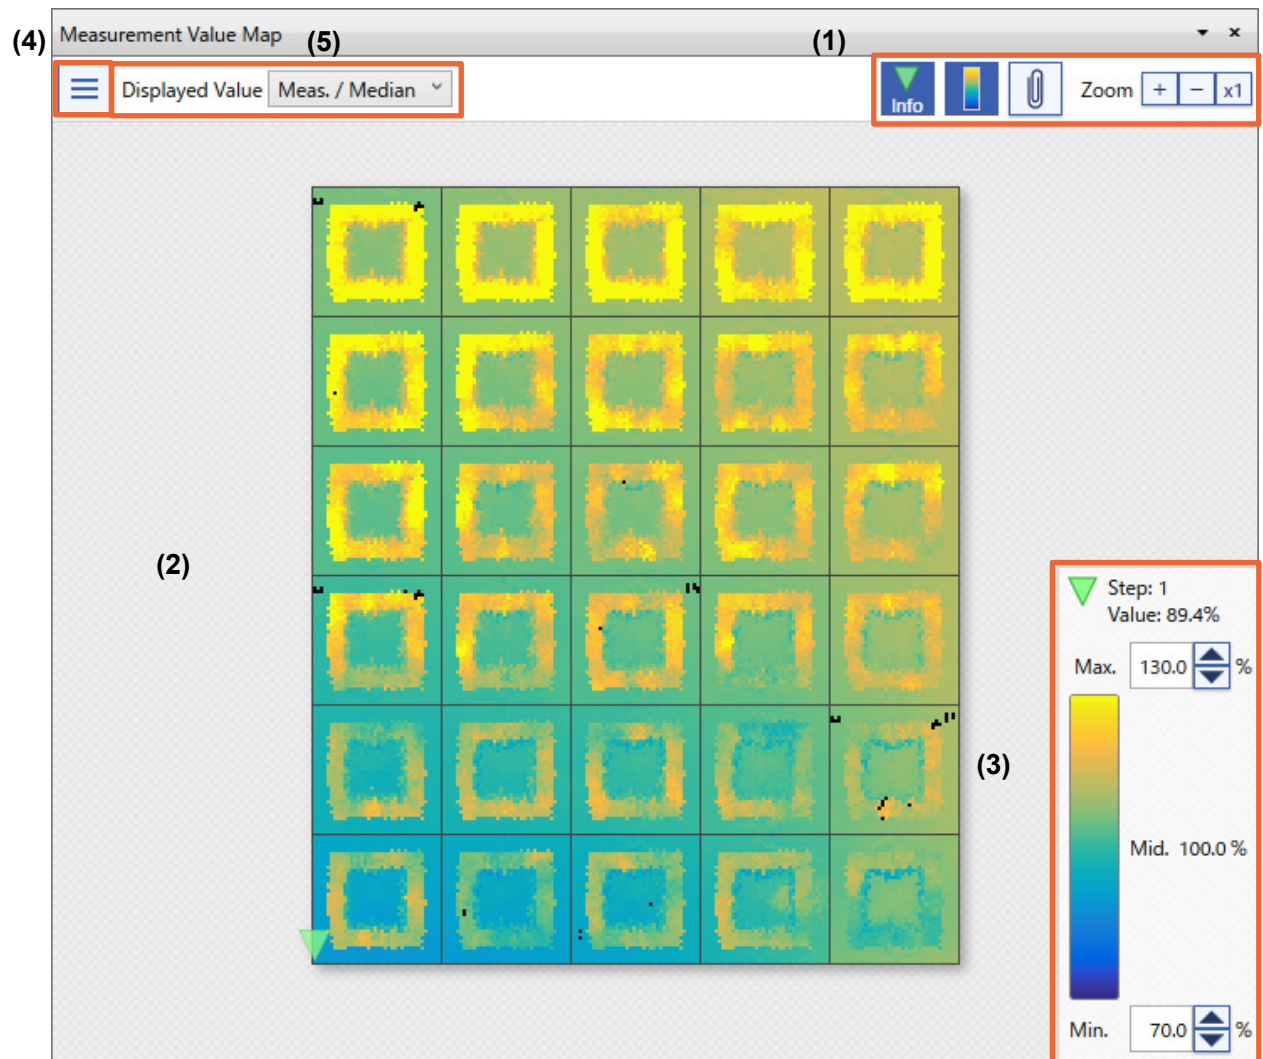 Measurement Value Map
(4)
(5)
(1)
Displayed Value Meas. / Median
Info
Zoom + − x1
(2)
(3)
Step: 1
Value: 89.4%
Max. 130.0 %
Mid. 100.0 %
Min. 70.0 %